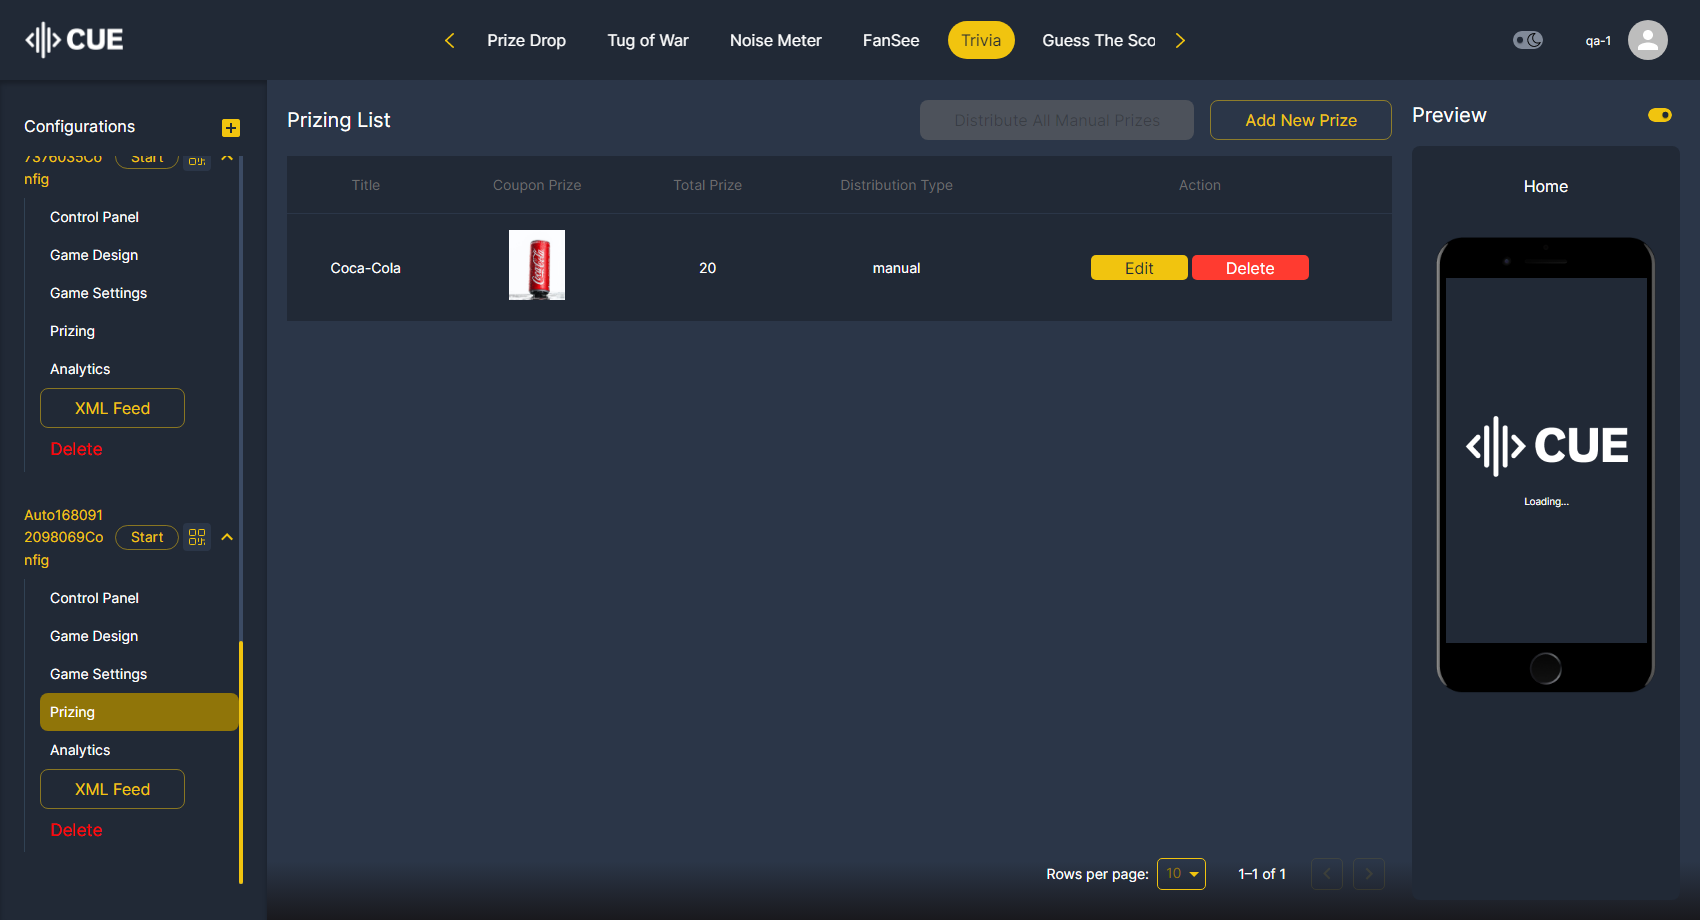 CUE
Prize Drop
Tug of War
Noise Meter
FanSee
Trivia
Guess The Sco
qa-1
Configurations
7376035Co
nfig
Start
Control Panel
Game Design
Game Settings
Prizing
Analytics
XML Feed
Delete
Auto168091
2098069Co
nfig
Start
Control Panel
Game Design
Game Settings
Prizing
Analytics
XML Feed
Delete
Prizing List
Distribute All Manual Prizes
Add New Prize
Title
Coupon Prize
Total Prize
Distribution Type
Action
Coca-Cola
Coca-Cola
20
manual
Edit
Delete
Rows per page:
10
1–1 of 1
Preview
Home
CUE
Loading...